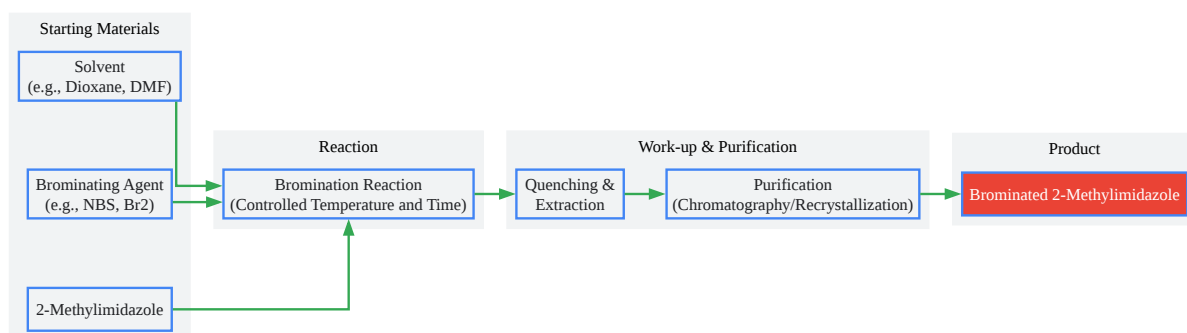 Starting Materials
Solvent
(e.g., Dioxane, DMF)
Brominating Agent
(e.g., NBS, Br2)
2-Methylimidazole
Reaction
Bromination Reaction
(Controlled Temperature and Time)
Work-up & Purification
Quenching &
Extraction
Purification
(Chromatography/Recrystallization)
Product
Brominated 2-Methylimidazole